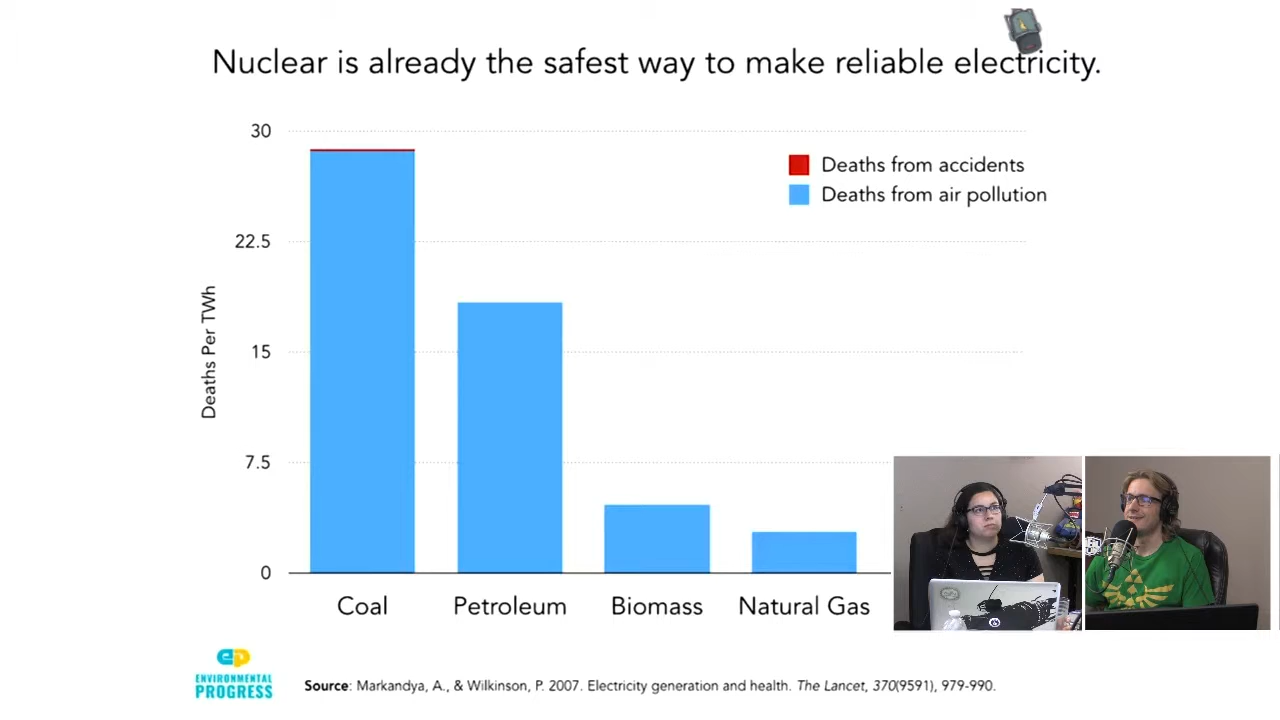 Nuclear is already the safest way to make reliable electricity.
30
Deaths from accidents
Deaths from air pollution
22.5
15
7.5
0
Deaths Per TWh
Coal Petroleum Biomass Natural Gas
ep
ENVIRONMENTAL
PROGRESS
Source: Markandya, A., & Wilkinson, P. 2007. Electricity generation and health. The Lancet, 370(9591), 979-990.